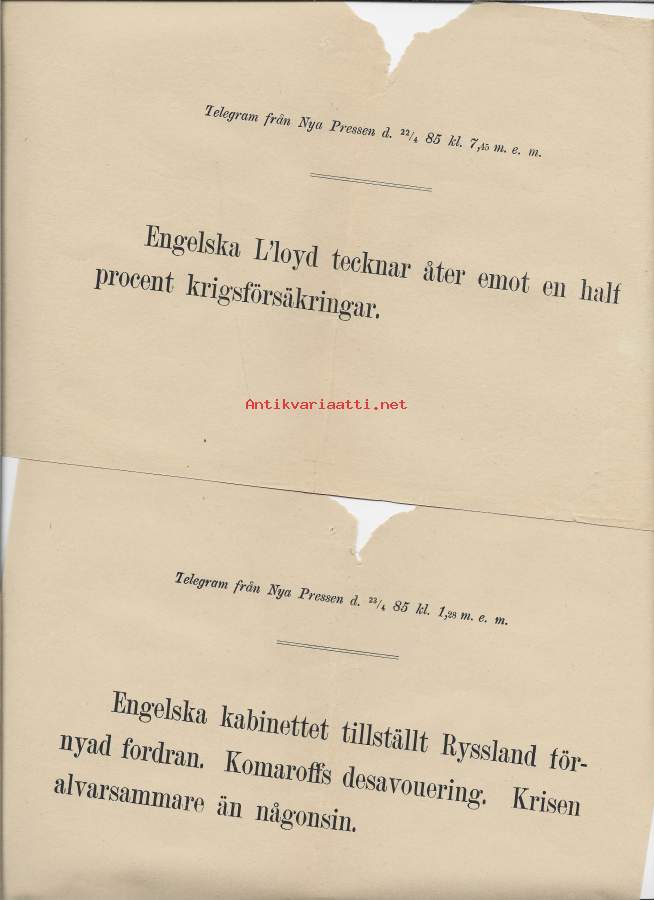 Telegram från Nya Pressen d. 22/4 85 kl. 7,45 m. e. m.
Engelska L'loyd tecknar åter emot en half
procent krigsförsäkringar.
Antikvariaatti.net
Telegram från Nya Pressen d. 23/4 85 kl. 1,28 m. e. m.
Engelska kabinettet tillställt Ryssland för-
nyad fordran. Komaroffs desavouering. Krisen
alvarsammare än någonsin.